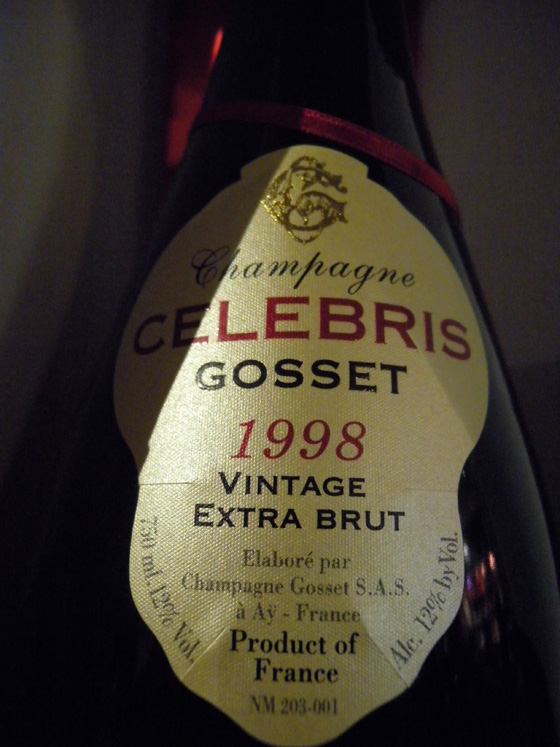 Champagne
CELEBRIS
GOSSET
1998
VINTAGE
EXTRA BRUT
Elaboré par
Champagne Gosset S.A.S.
à Aÿ - France
Product of
France
NM 203-001
750 ml 12% Vol.
Alc. 12% by Vol.